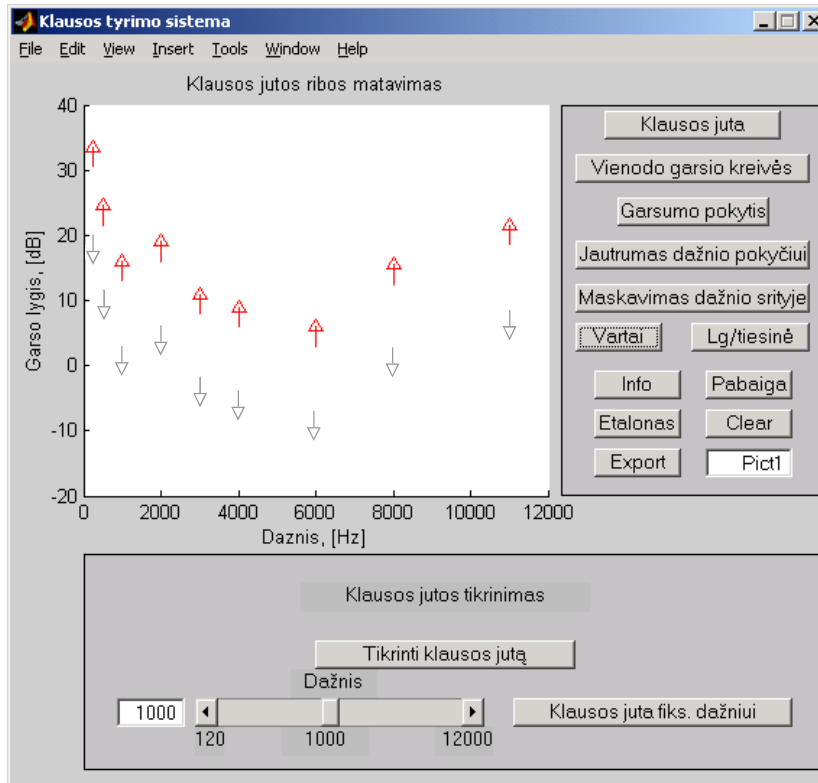 Klausos tyrimo sistema
File Edit View Insert Tools Window Help
Klausos jutos ribos matavimas
40
30
20
10
0
-10
-20
Garso lygis, [dB]
0 2000 4000 6000 8000 10000 12000
Daznis, [Hz]
Klausos juta
Vienodo garsio kreivės
Garsumo pokytis
Jautrumas dažnio pokyčiui
Maskavimas dažnio srityje
Vartai Lg/tiesinė
Info Pabaiga
Etalonas Clear
Export Pict1
Klausos jutos tikrinimas
Tikrinti klausos jutą
Dažnis
1000 Klausos juta fiks. dažniui
120 1000 12000